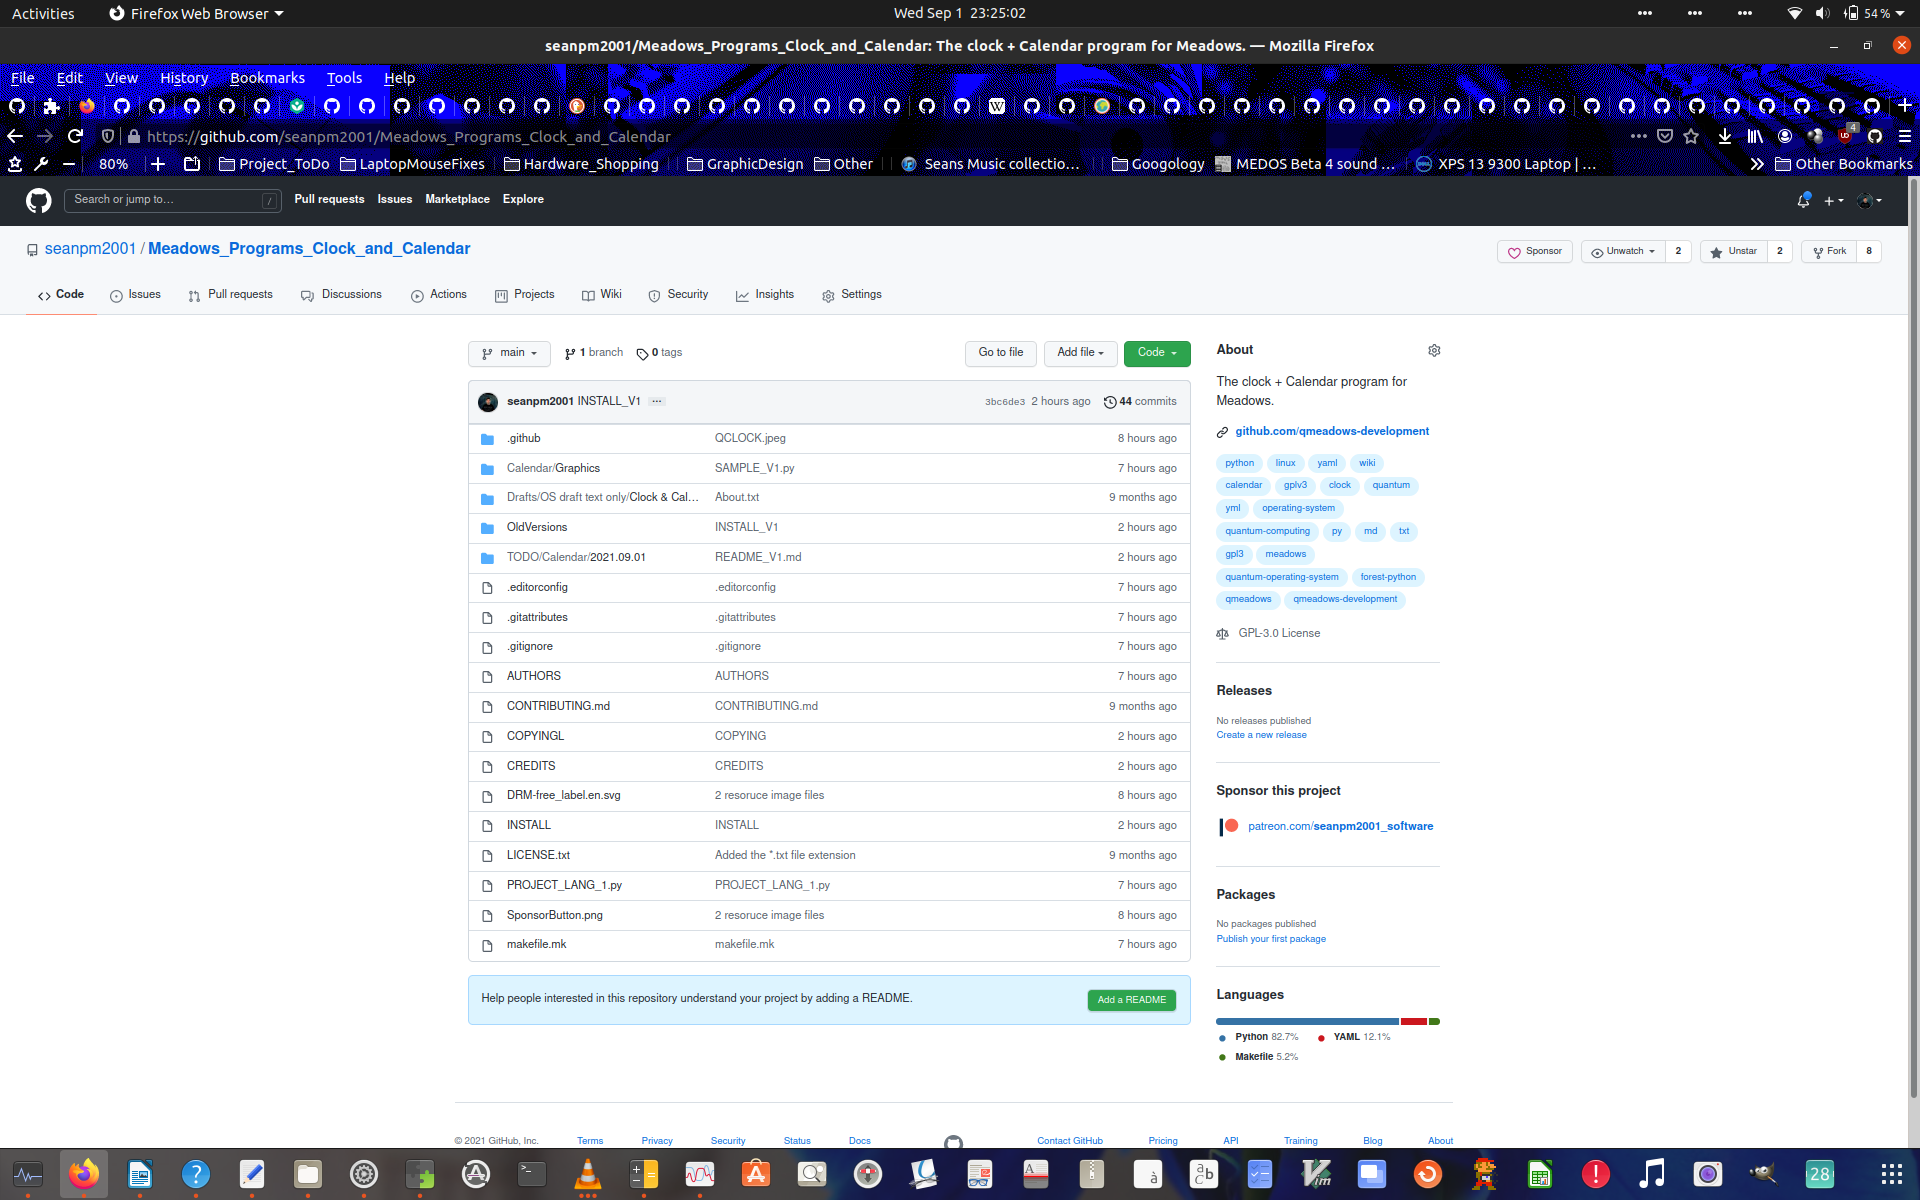 Activities Firefox Web Browser Wed Sep 1 23:25:02 54 %
seanpm2001/Meadows_Programs_Clock_and_Calendar: The clock + Calendar program for Meadows. — Mozilla Firefox
File Edit View History Bookmarks Tools Help
https://github.com/seanpm2001/Meadows_Programs_Clock_and_Calendar 4
80% Project_ToDo LaptopMouseFixes Hardware_Shopping GraphicDesign Other Seans Music collectio… Googology MEDOS Beta 4 sound … XPS 13 9300 Laptop | … Other Bookmarks
Search or jump to… / Pull requests Issues Marketplace Explore
seanpm2001 / Meadows_Programs_Clock_and_Calendar Sponsor Unwatch 2 Unstar 2 Fork 8
Code Issues Pull requests Discussions Actions Projects Wiki Security Insights Settings
main 1 branch 0 tags Go to file Add file Code
seanpm2001 INSTALL_V1 ... 3bc6de3 2 hours ago 44 commits
.github QCLOCK.jpeg 8 hours ago
Calendar/Graphics SAMPLE_V1.py 7 hours ago
Drafts/OS draft text only/Clock & Cal… About.txt 9 months ago
OldVersions INSTALL_V1 2 hours ago
TODO/Calendar/2021.09.01 README_V1.md 2 hours ago
.editorconfig .editorconfig 7 hours ago
.gitattributes .gitattributes 7 hours ago
.gitignore .gitignore 7 hours ago
AUTHORS AUTHORS 7 hours ago
CONTRIBUTING.md CONTRIBUTING.md 9 months ago
COPYINGL COPYING 2 hours ago
CREDITS CREDITS 2 hours ago
DRM-free_label.en.svg 2 resoruce image files 8 hours ago
INSTALL INSTALL 2 hours ago
LICENSE.txt Added the *.txt file extension 9 months ago
PROJECT_LANG_1.py PROJECT_LANG_1.py 7 hours ago
SponsorButton.png 2 resoruce image files 8 hours ago
makefile.mk makefile.mk 7 hours ago
Help people interested in this repository understand your project by adding a README. Add a README
About
The clock + Calendar program for
Meadows.
github.com/qmeadows-development
python linux yaml wiki
calendar gplv3 clock quantum
yml operating-system
quantum-computing py md txt
gpl3 meadows
quantum-operating-system forest-python
qmeadows qmeadows-development
GPL-3.0 License
Releases
No releases published
Create a new release
Sponsor this project
patreon.com/seanpm2001_software
Packages
No packages published
Publish your first package
Languages
Python 82.7% YAML 12.1%
Makefile 5.2%
© 2021 GitHub, Inc. Terms Privacy Security Status Docs Contact GitHub Pricing API Training Blog About
28